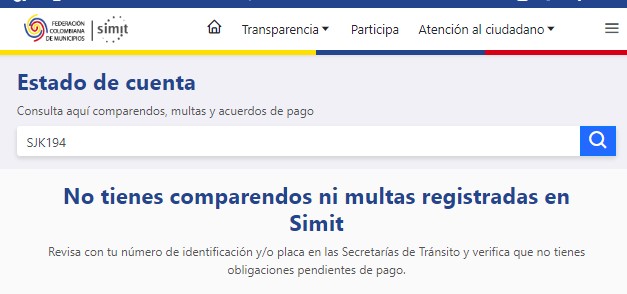 FEDERACIÓN
COLOMBIANA
DE MUNICIPIOS
simit
Transparencia
Participa
Atención al ciudadano
Estado de cuenta
Consulta aquí comparendos, multas y acuerdos de pago
SJK194
No tienes comparendos ni multas registradas en
Simit
Revisa con tu número de identificación y/o placa en las Secretarías de Tránsito y verifica que no tienes
obligaciones pendientes de pago.